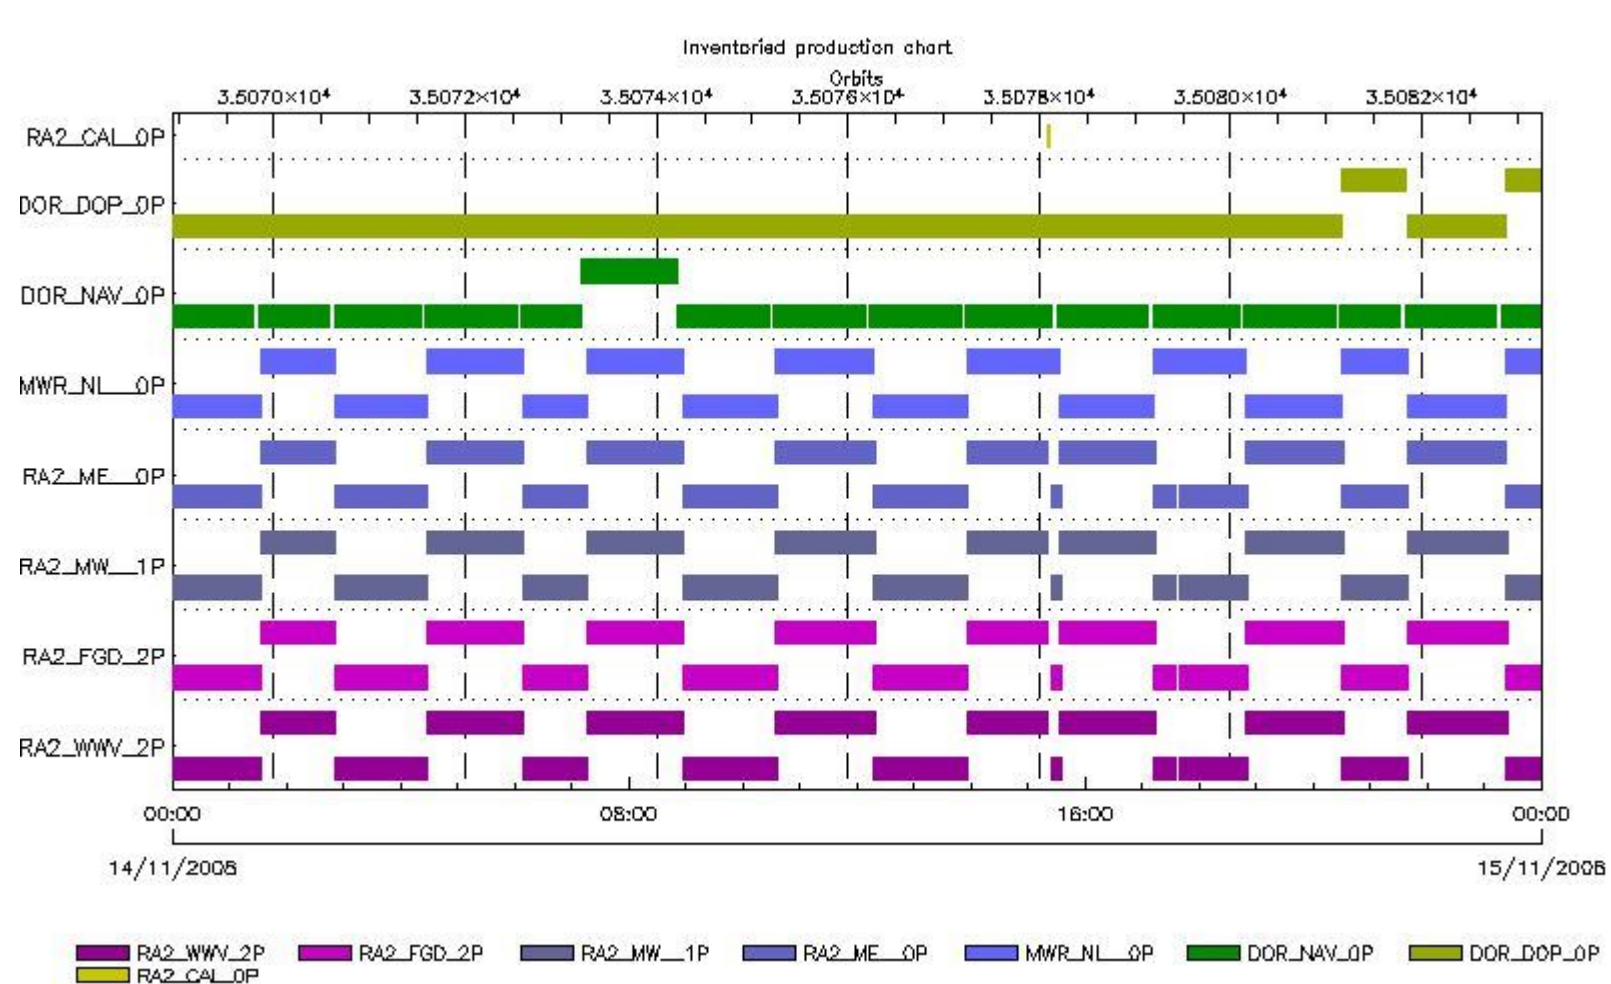 Inventoried production chart
Orbits
3.5070×10⁴ 3.5072×10⁴ 3.5074×10⁴ 3.5076×10⁴ 3.5078×10⁴ 3.5080×10⁴ 3.5082×10⁴
RA2_CAL_0P
DOR_DOP_0P
DOR_NAV_0P
MWR_NL__0P
RA2_ME__0P
RA2_MW__1P
RA2_FGD_2P
RA2_WWV_2P
00:00 08:00 16:00 00:00
14/11/2008 15/11/2008
RA2_WWV_2P RA2_FGD_2P RA2_MW__1P RA2_ME__0P MWR_NL__0P DOR_NAV_0P DOR_DOP_0P
RA2_CAL_0P